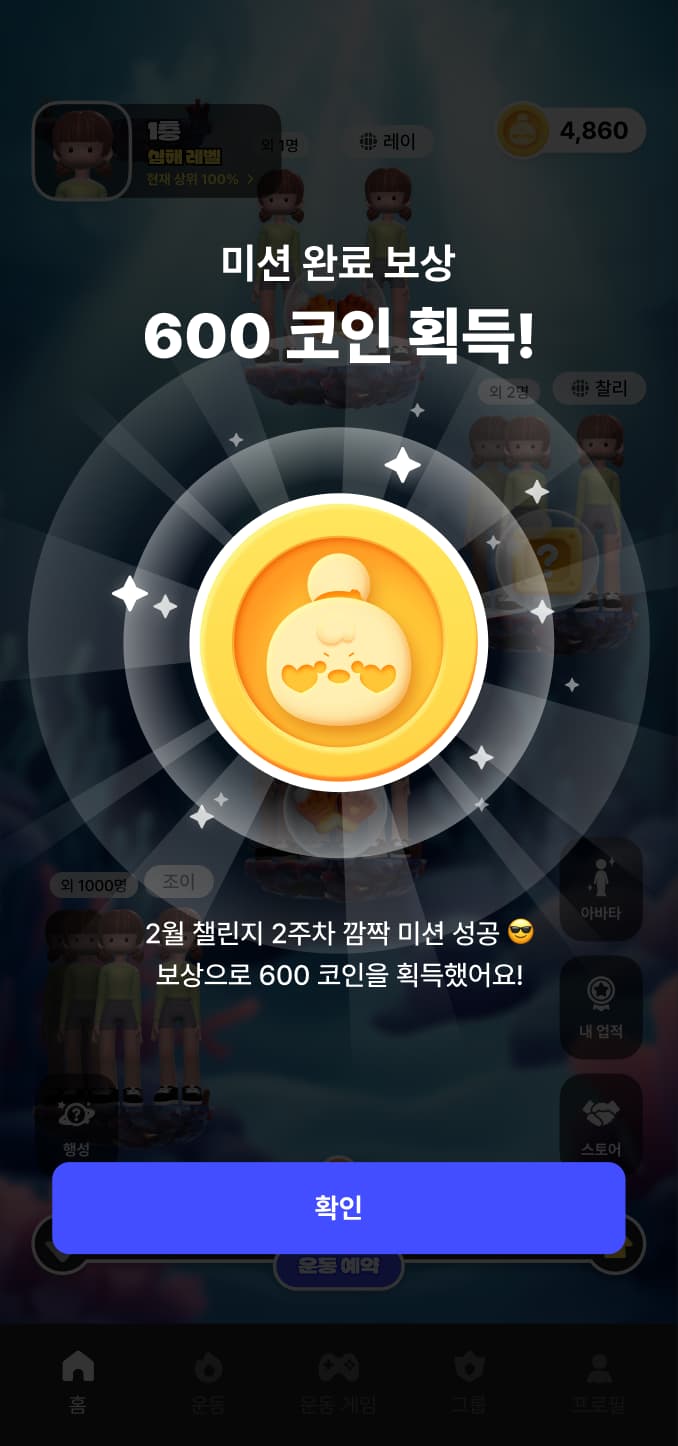 1등
심해 레벨
현재 상위 100% >
외 1명
레이
4,860
미션 완료 보상
600 코인 획득!
외 2명
찰리
?
외 1000명
조이
아바타
2월 챌린지 2주차 깜짝 미션 성공 😎
보상으로 600 코인을 획득했어요!
내 업적
?
행성
스토어
확인
운동 예약
홈
운동
운동 게임
그룹
프로필